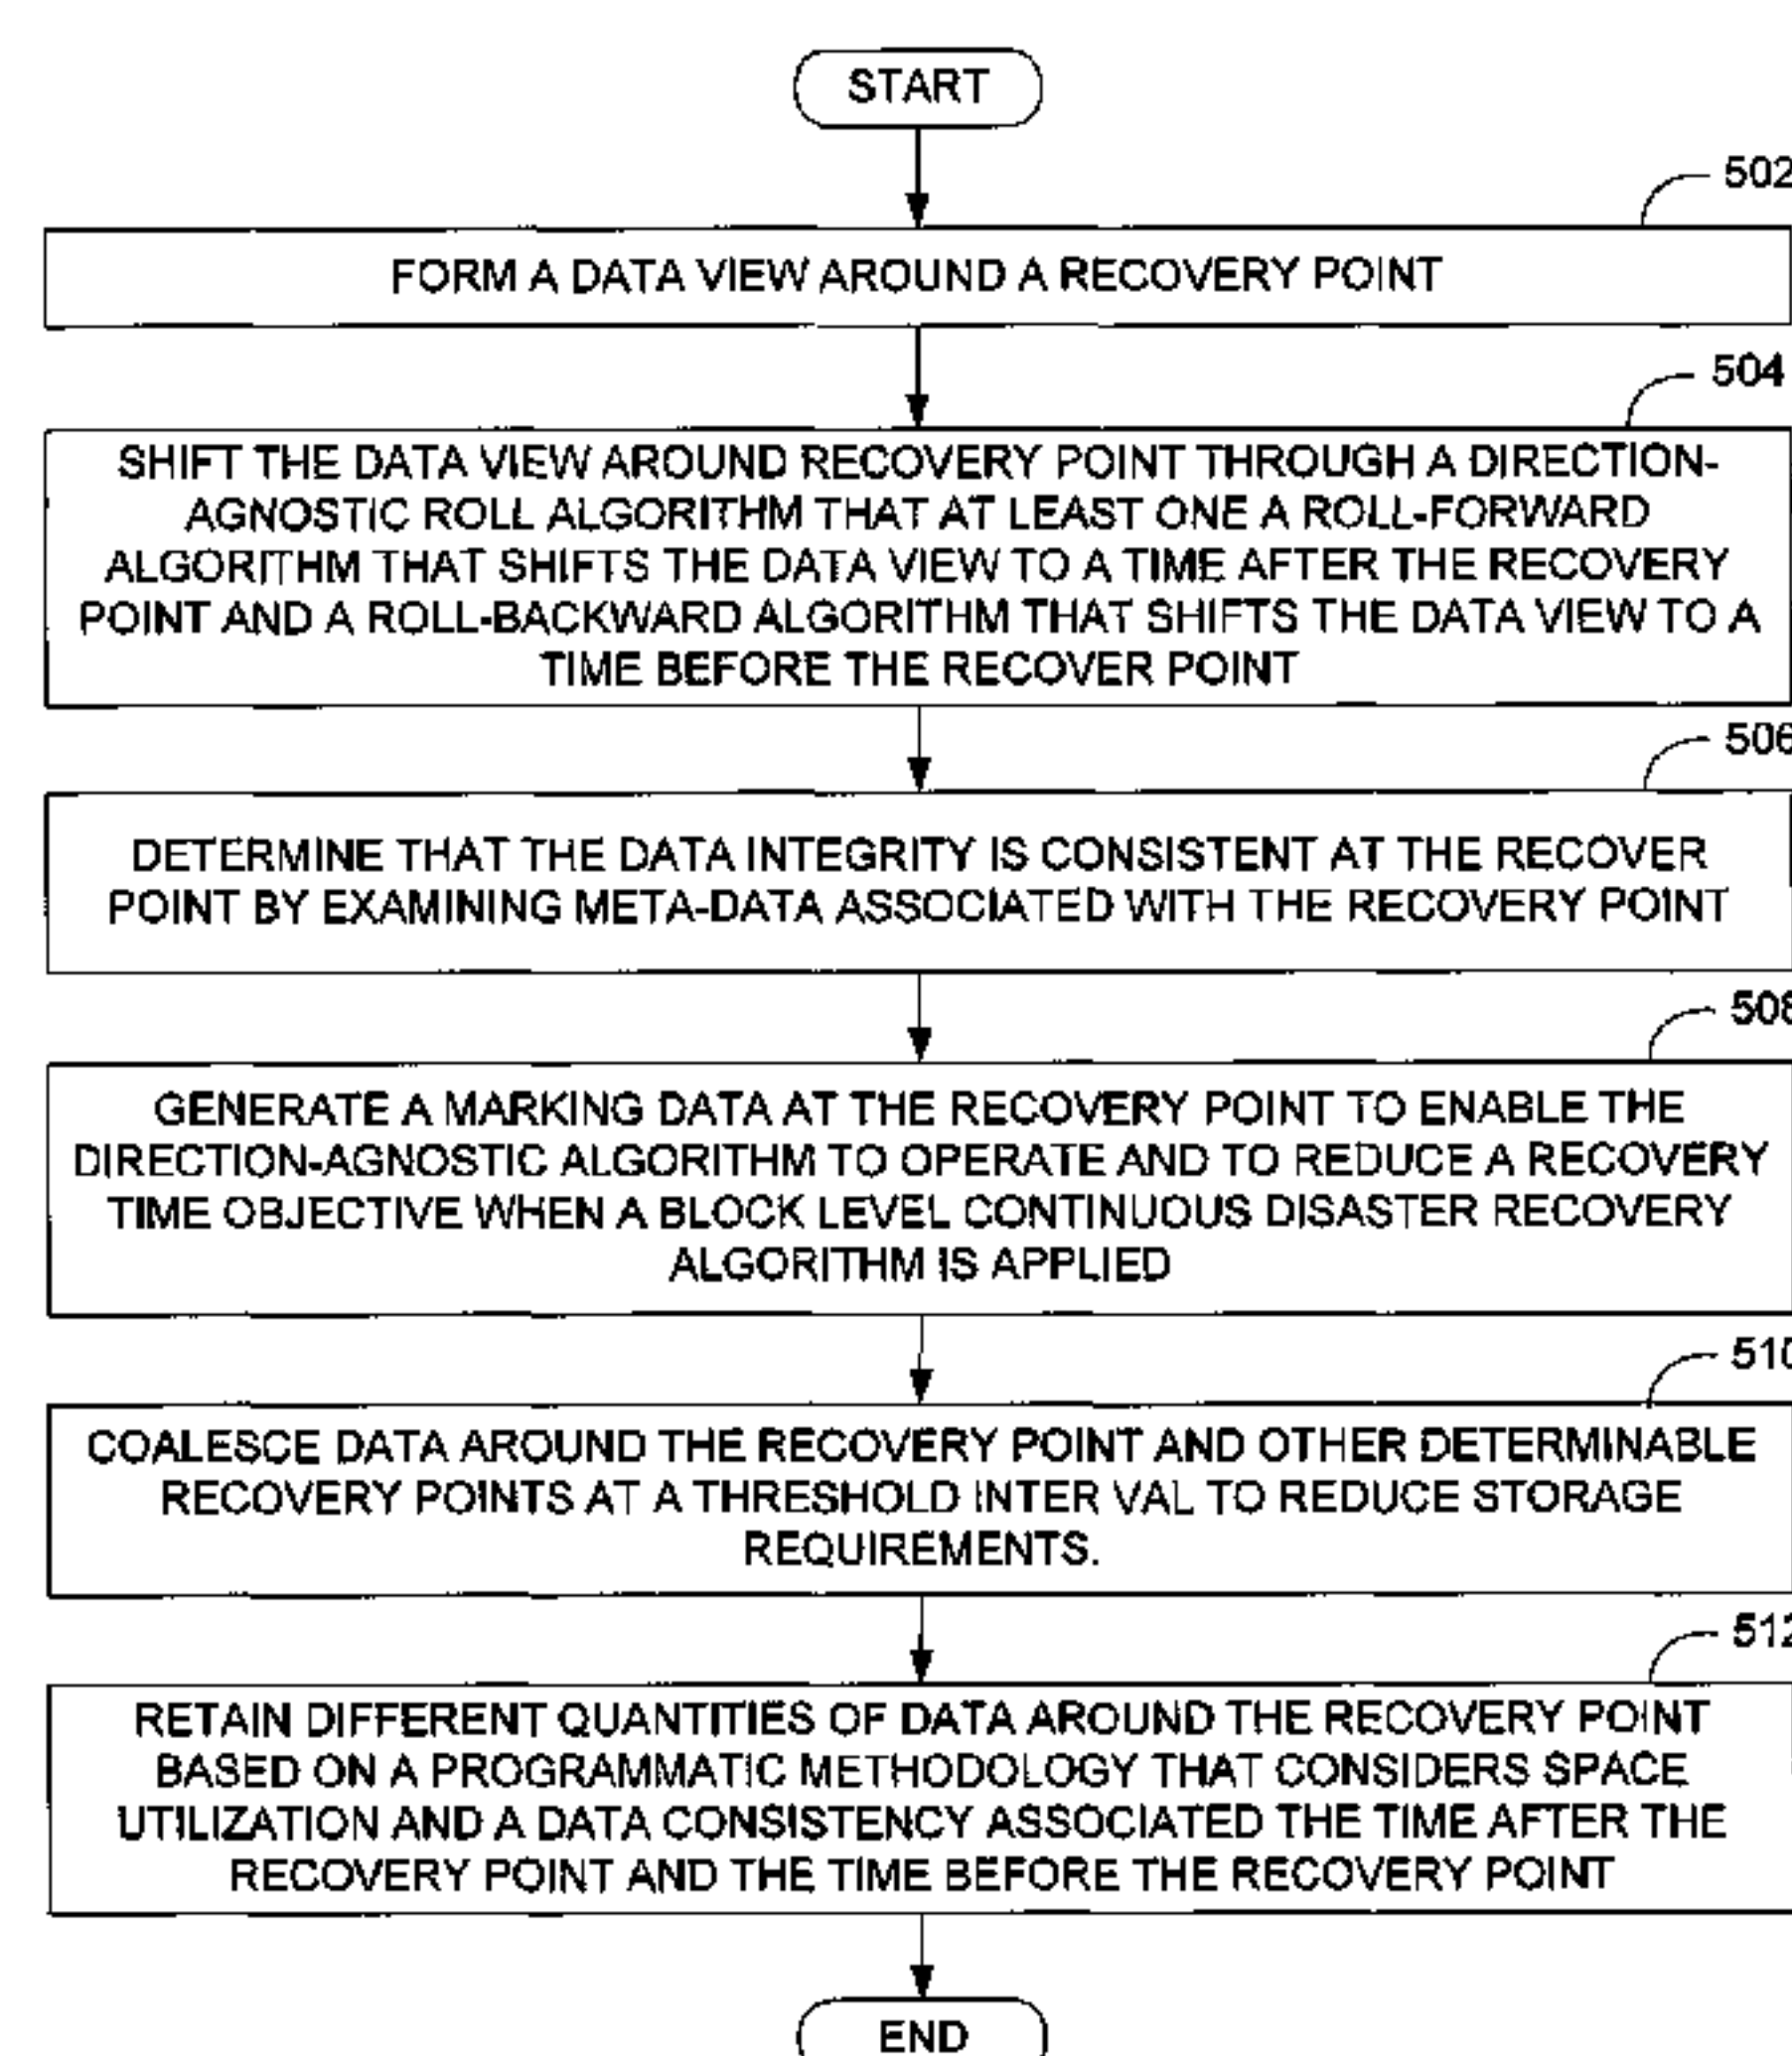 START
502
FORM A DATA VIEW AROUND A RECOVERY POINT
504
SHIFT THE DATA VIEW AROUND RECOVERY POINT THROUGH A DIRECTION-
AGNOSTIC ROLL ALGORITHM THAT AT LEAST ONE A ROLL-FORWARD
ALGORITHM THAT SHIFTS THE DATA VIEW TO A TIME AFTER THE RECOVERY
POINT AND A ROLL-BACKWARD ALGORITHM THAT SHIFTS THE DATA VIEW TO A
TIME BEFORE THE RECOVER POINT
506
DETERMINE THAT THE DATA INTEGRITY IS CONSISTENT AT THE RECOVER
POINT BY EXAMINING META-DATA ASSOCIATED WITH THE RECOVERY POINT
508
GENERATE A MARKING DATA AT THE RECOVERY POINT TO ENABLE THE
DIRECTION-AGNOSTIC ALGORITHM TO OPERATE AND TO REDUCE A RECOVERY
TIME OBJECTIVE WHEN A BLOCK LEVEL CONTINUOUS DISASTER RECOVERY
ALGORITHM IS APPLIED
510
COALESCE DATA AROUND THE RECOVERY POINT AND OTHER DETERMINABLE
RECOVERY POINTS AT A THRESHOLD INTER VAL TO REDUCE STORAGE
REQUIREMENTS.
512
RETAIN DIFFERENT QUANTITIES OF DATA AROUND THE RECOVERY POINT
BASED ON A PROGRAMMATIC METHODOLOGY THAT CONSIDERS SPACE
UTILIZATION AND A DATA CONSISTENCY ASSOCIATED THE TIME AFTER THE
RECOVERY POINT AND THE TIME BEFORE THE RECOVERY POINT
END